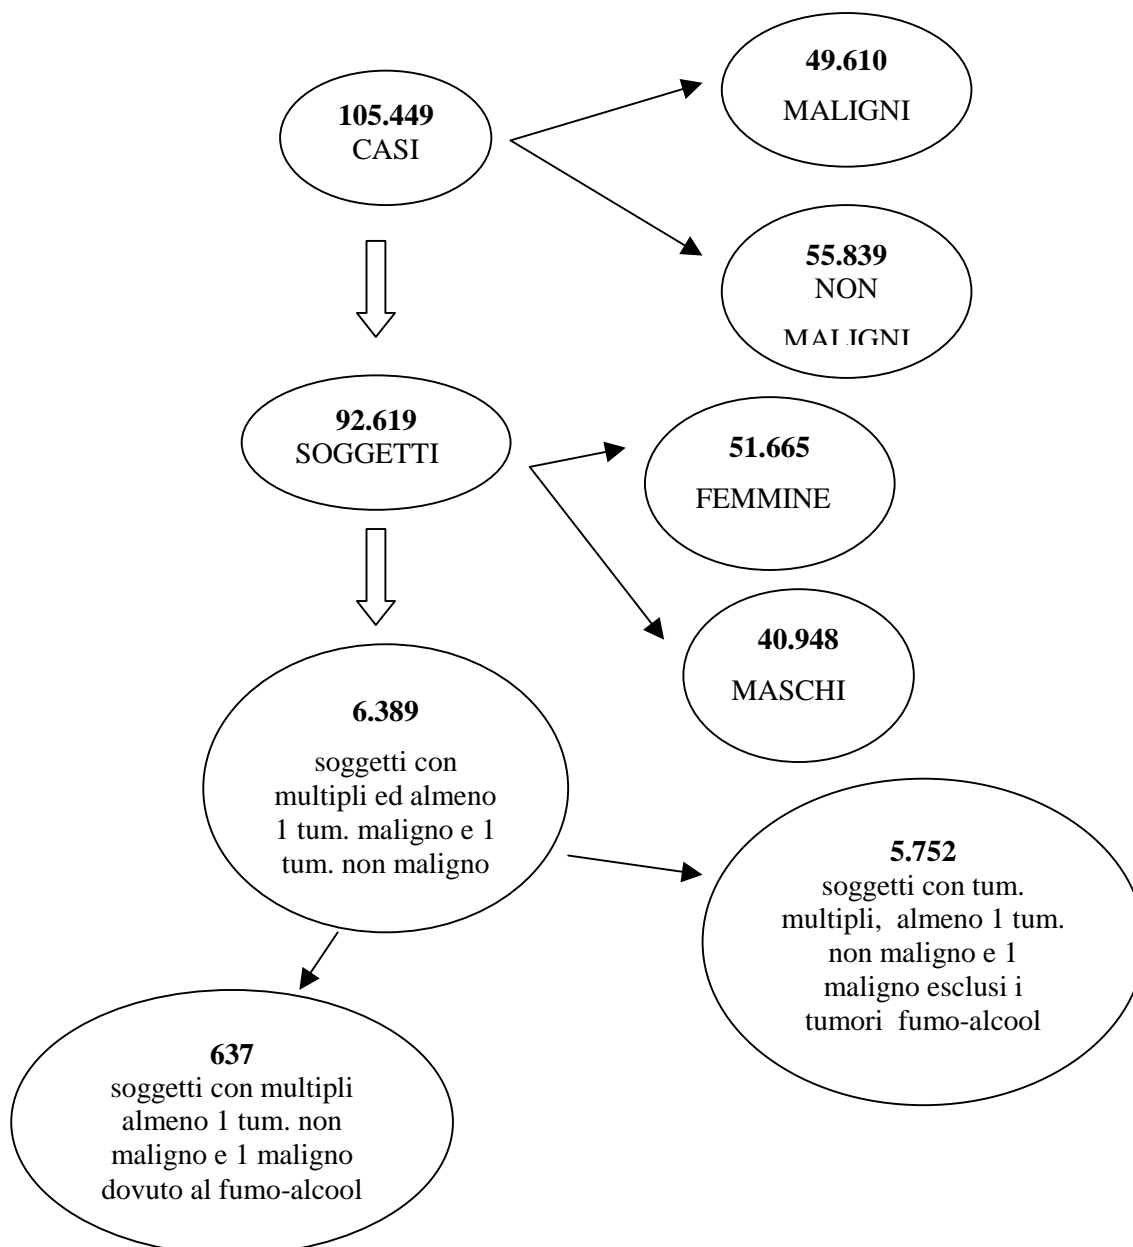 105.449
CASI
49.610
MALIGNI
55.839
NON
MALIGNI
92.619
SOGGETTI
51.665
FEMMINE
40.948
MASCHI
6.389
soggetti con
multipli ed almeno
1 tum. maligno e 1
tum. non maligno
5.752
soggetti con tum.
multipli, almeno 1 tum.
non maligno e 1
maligno esclusi i
tumori fumo-alcool
637
soggetti con multipli
almeno 1 tum. non
maligno e 1 maligno
dovuto al fumo-alcool